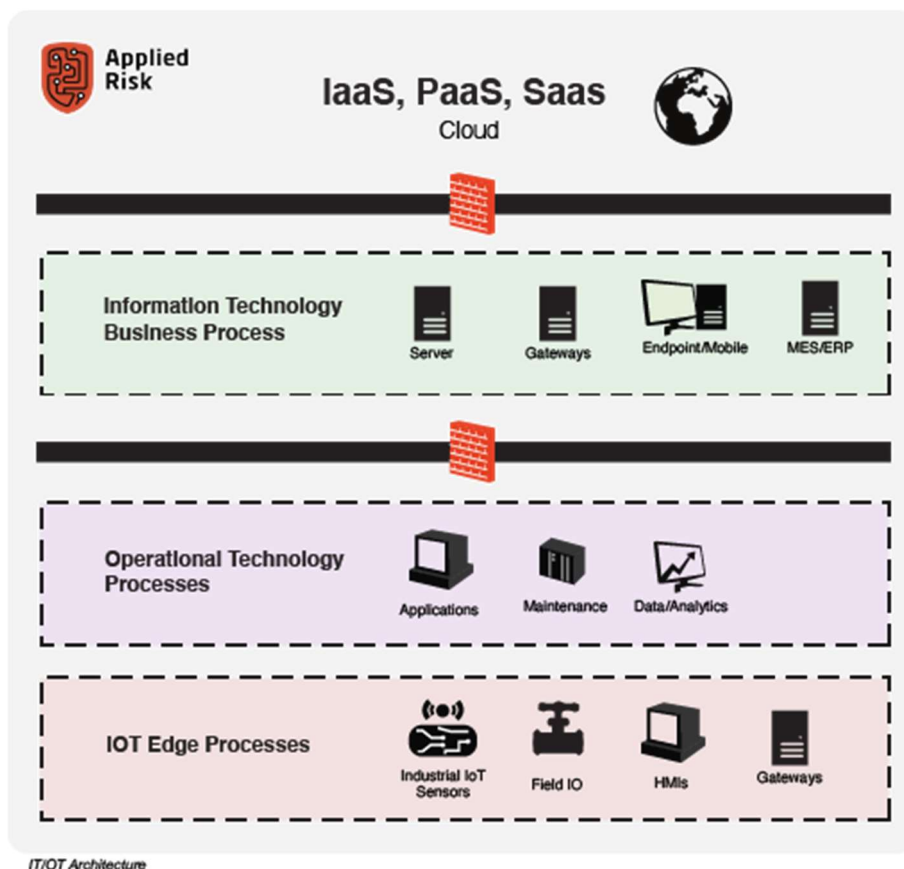 Applied
Risk
IaaS, PaaS, Saas
Cloud
Information Technology
Business Process
Server
Gateways
Endpoint/Mobile
MES/ERP
Operational Technology
Processes
Applications
Maintenance
Data/Analytics
IOT Edge Processes
Industrial IoT
Sensors
Field IO
HMIs
Gateways
IT/OT Architecture